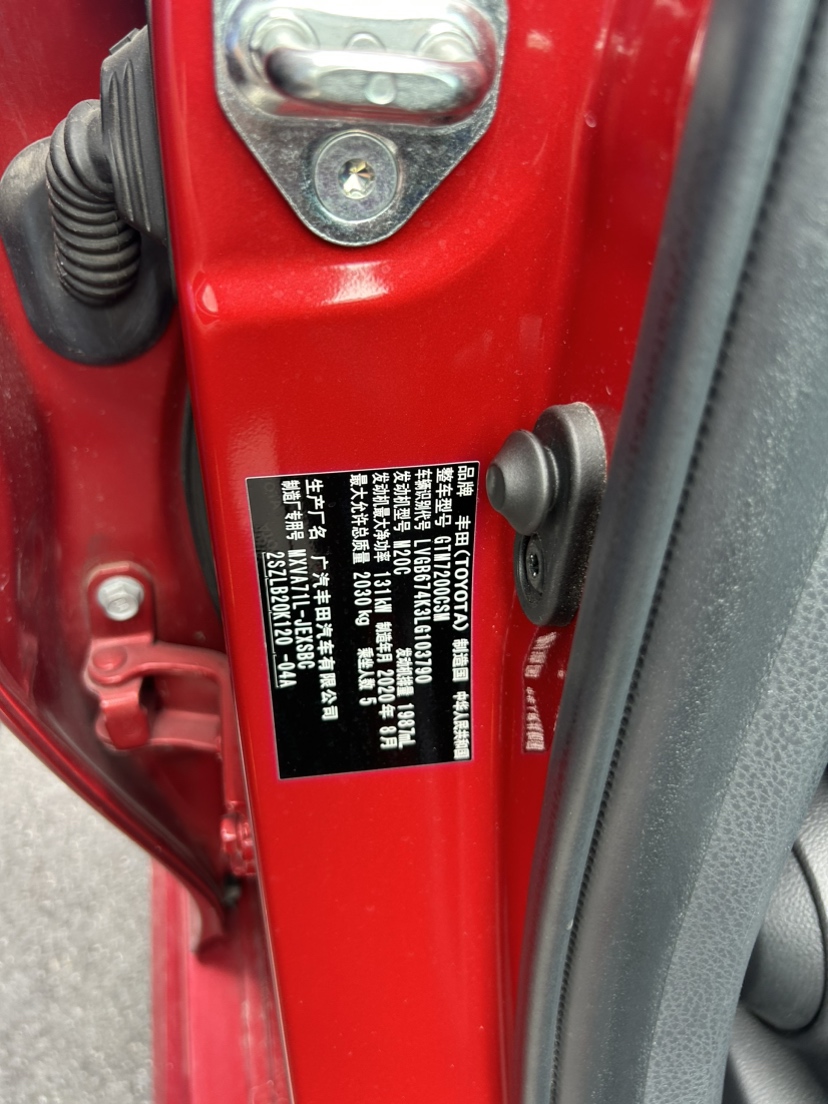 品牌 丰田(TOYOTA) 制造国 中华人民共和国
整车型号 GTM7200CSM
车辆识别代号 LVGB674K3LG103790
发动机型号 M20C 发动机排量 1987mL
发动机最大净功率 131kW 制造年月 2020年 8月
最大允许总质量 2030 kg 乘坐人数 5
生产厂名 广汽丰田汽车有限公司
制造厂专用号 MXVA71L-JEXSBC
2SZLB20K120 -04A